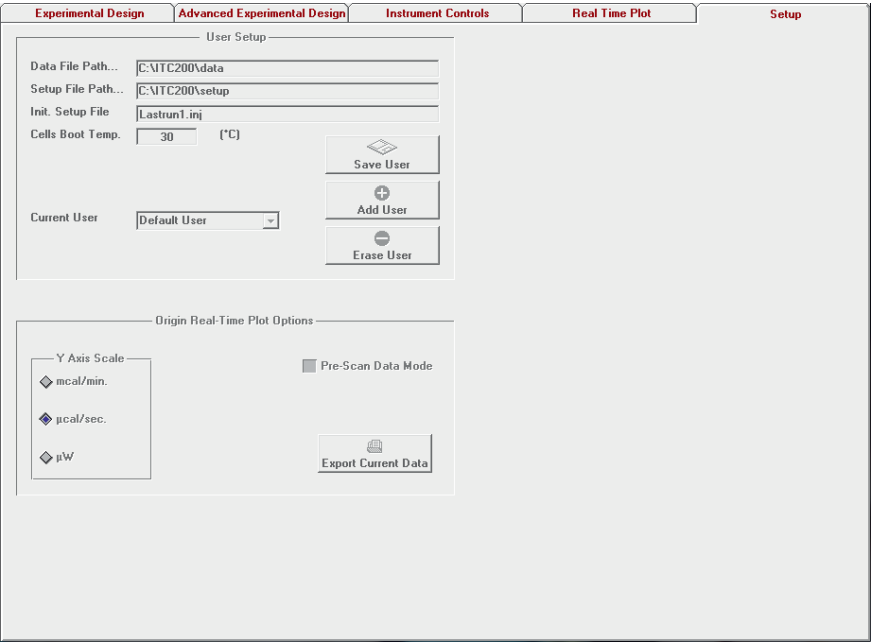 Experimental Design Advanced Experimental Design Instrument Controls Real Time Plot Setup
User Setup
Data File Path... C:\ITC200\data
Setup File Path... C:\ITC200\setup
Init. Setup File Lastrun1.inj
Cells Boot Temp. 30 (°C)
Save User
Add User
Current User Default User
Erase User
Origin Real-Time Plot Options
Y Axis Scale
Pre-Scan Data Mode
mcal/min.
µcal/sec.
µW
Export Current Data